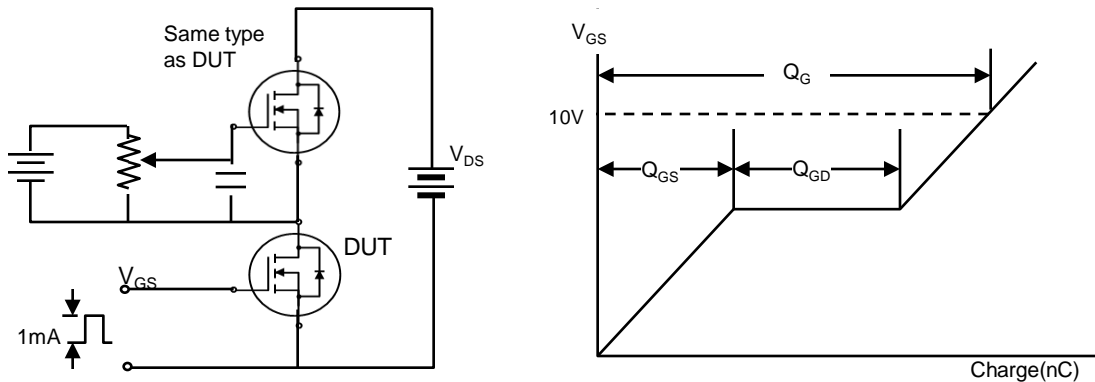 Same type
as DUT
V_DS
DUT
V_GS
1mA
V_GS
Q_G
10V
Q_GS
Q_GD
Charge(nC)